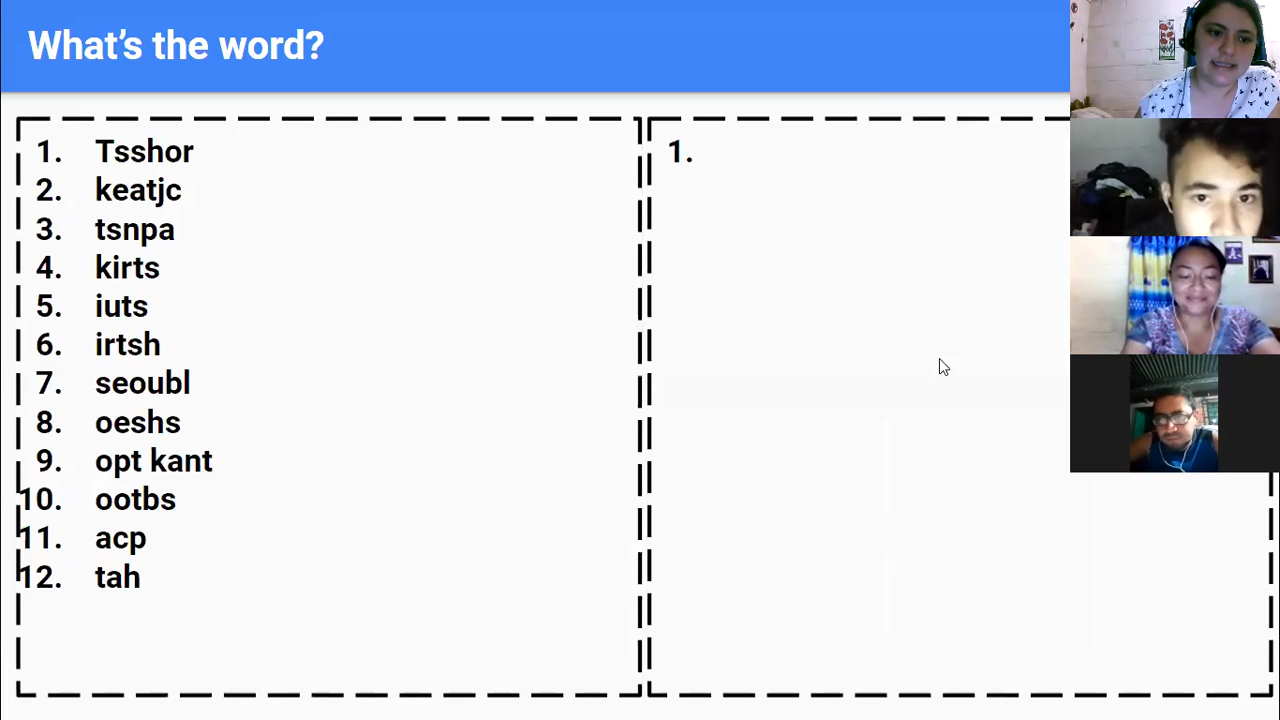 What's the word?
1. Tsshor
2. keatjc
3. tsnpa
4. kirts
5. iuts
6. irtsh
7. seoubl
8. oeshs
9. opt kant
10. ootbs
11. acp
12. tah
1.